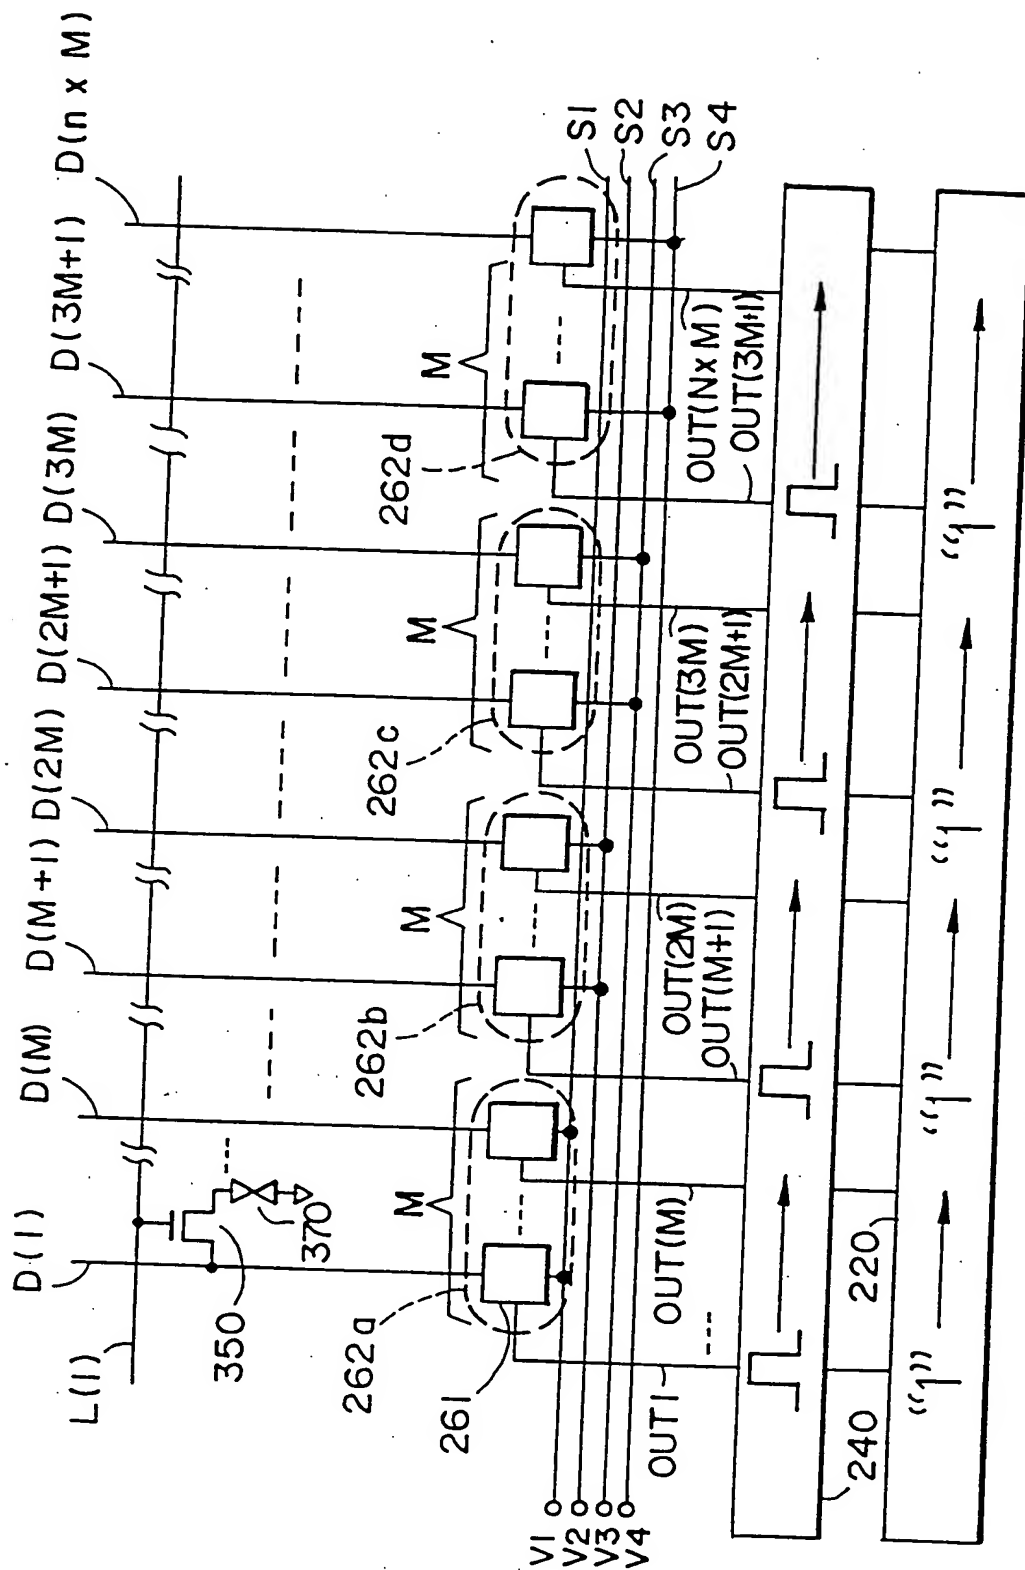 D(1)
D(M)
D(M+1)
D(2M)
D(2M+1)
D(3M)
D(3M+1)
D(n x M)
L(1)
350
370
M
M
M
M
262a
262b
262c
262d
261
S1
S2
S3
S4
V1
V2
V3
V4
OUT1
OUT(M)
OUT(2M)
OUT(M+1)
OUT(3M)
OUT(2M+1)
OUT(N x M)
OUT(3M+1)
240
220
"1"
"1"
"1"
"1"